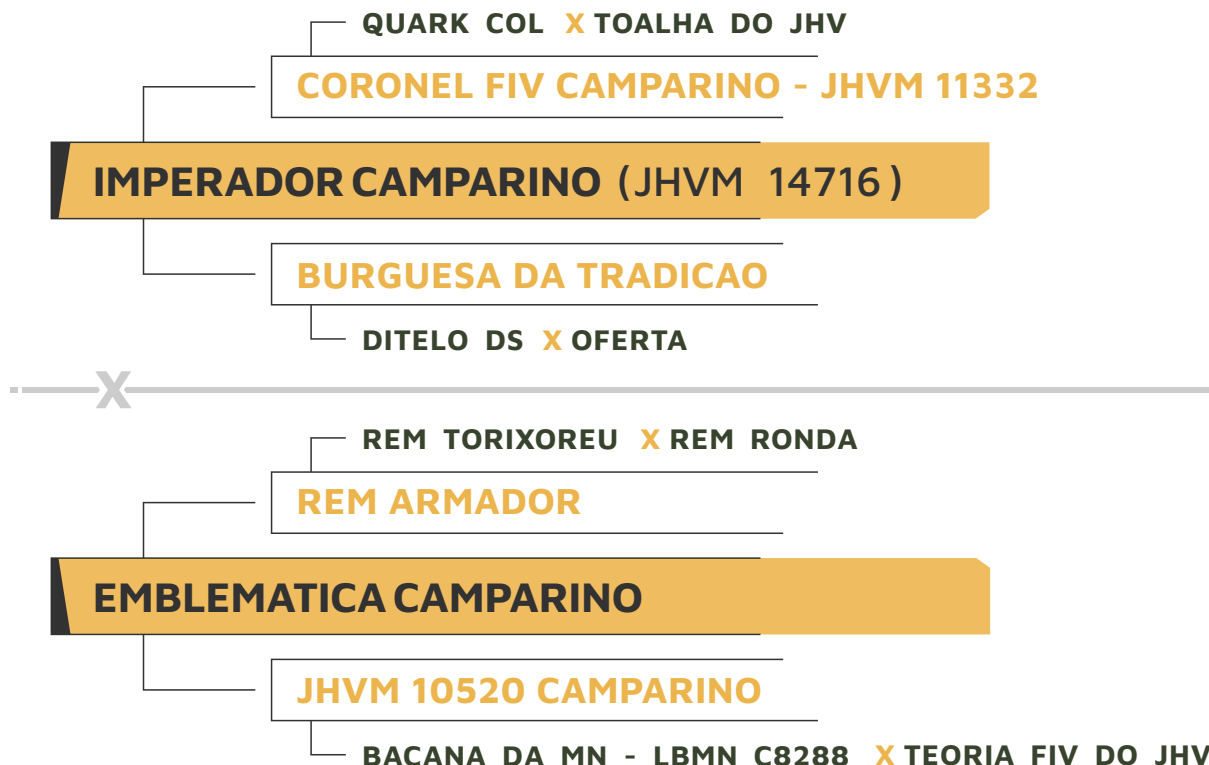 QUARK COL X TOALHA DO JHV
CORONEL FIV CAMPARINO - JHVM 11332
IMPERADOR CAMPARINO (JHVM 14716)
BURGUESA DA TRADICAO
DITELO DS X OFERTA
X
REM TORIXOREU X REM RONDA
REM ARMADOR
EMBLEMATICA CAMPARINO
JHVM 10520 CAMPARINO
BACANA DA MN - LBMN C8288 X TEORIA FIV DO JHV